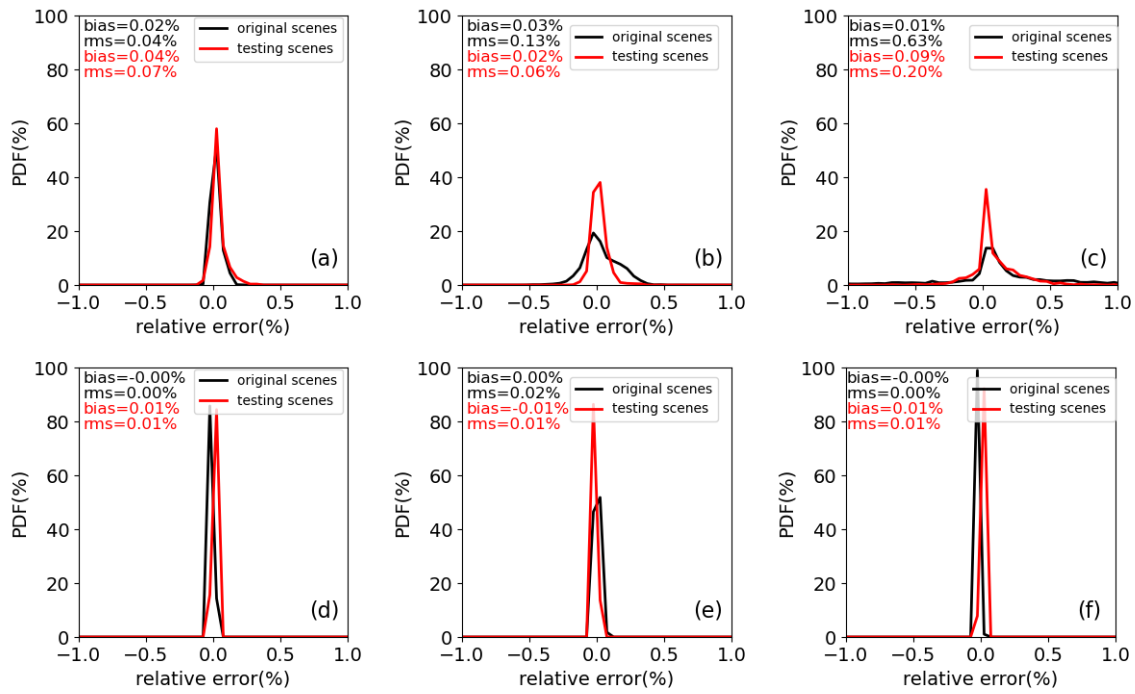 bias=0.02%
rms=0.04%
bias=0.04%
rms=0.07%
original scenes
testing scenes
PDF(%)
100
80
60
40
20
0
(a)
−1.0 −0.5 0.0 0.5 1.0
relative error(%)
bias=0.03%
rms=0.13%
bias=0.02%
rms=0.06%
original scenes
testing scenes
PDF(%)
100
80
60
40
20
0
(b)
−1.0 −0.5 0.0 0.5 1.0
relative error(%)
bias=0.01%
rms=0.63%
bias=0.09%
rms=0.20%
original scenes
testing scenes
PDF(%)
100
80
60
40
20
0
(c)
−1.0 −0.5 0.0 0.5 1.0
relative error(%)
bias=-0.00%
rms=0.00%
bias=0.01%
rms=0.01%
original scenes
testing scenes
PDF(%)
100
80
60
40
20
0
(d)
−1.0 −0.5 0.0 0.5 1.0
relative error(%)
bias=0.00%
rms=0.02%
bias=-0.01%
rms=0.01%
original scenes
testing scenes
PDF(%)
100
80
60
40
20
0
(e)
−1.0 −0.5 0.0 0.5 1.0
relative error(%)
bias=-0.00%
rms=0.00%
bias=0.01%
rms=0.01%
original scenes
testing scenes
PDF(%)
100
80
60
40
20
0
(f)
−1.0 −0.5 0.0 0.5 1.0
relative error(%)